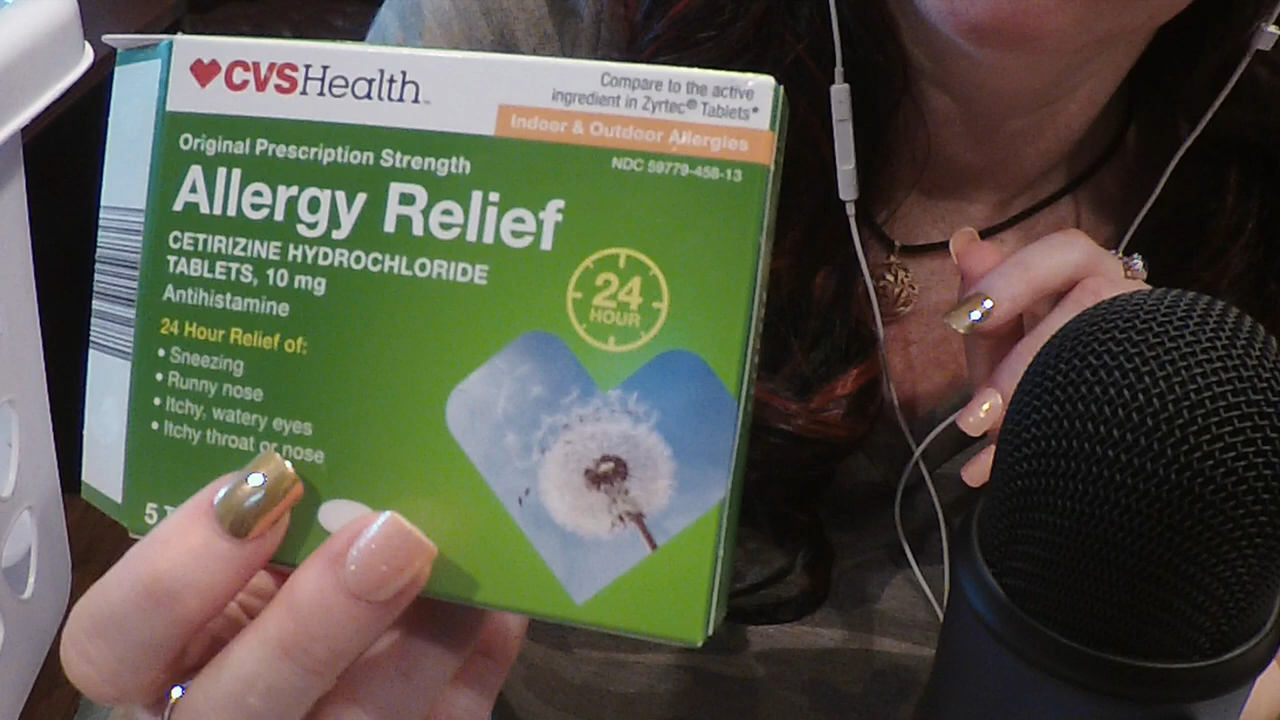 CVSHealth™
Compare to the active
ingredient in Zyrtec® Tablets*
Indoor & Outdoor Allergies
NDC 59779-458-13
Original Prescription Strength
Allergy Relief
CETIRIZINE HYDROCHLORIDE
TABLETS, 10 mg
Antihistamine
24 HOUR
24 Hour Relief of:
• Sneezing
• Runny nose
• Itchy, watery eyes
• Itchy throat or nose
5